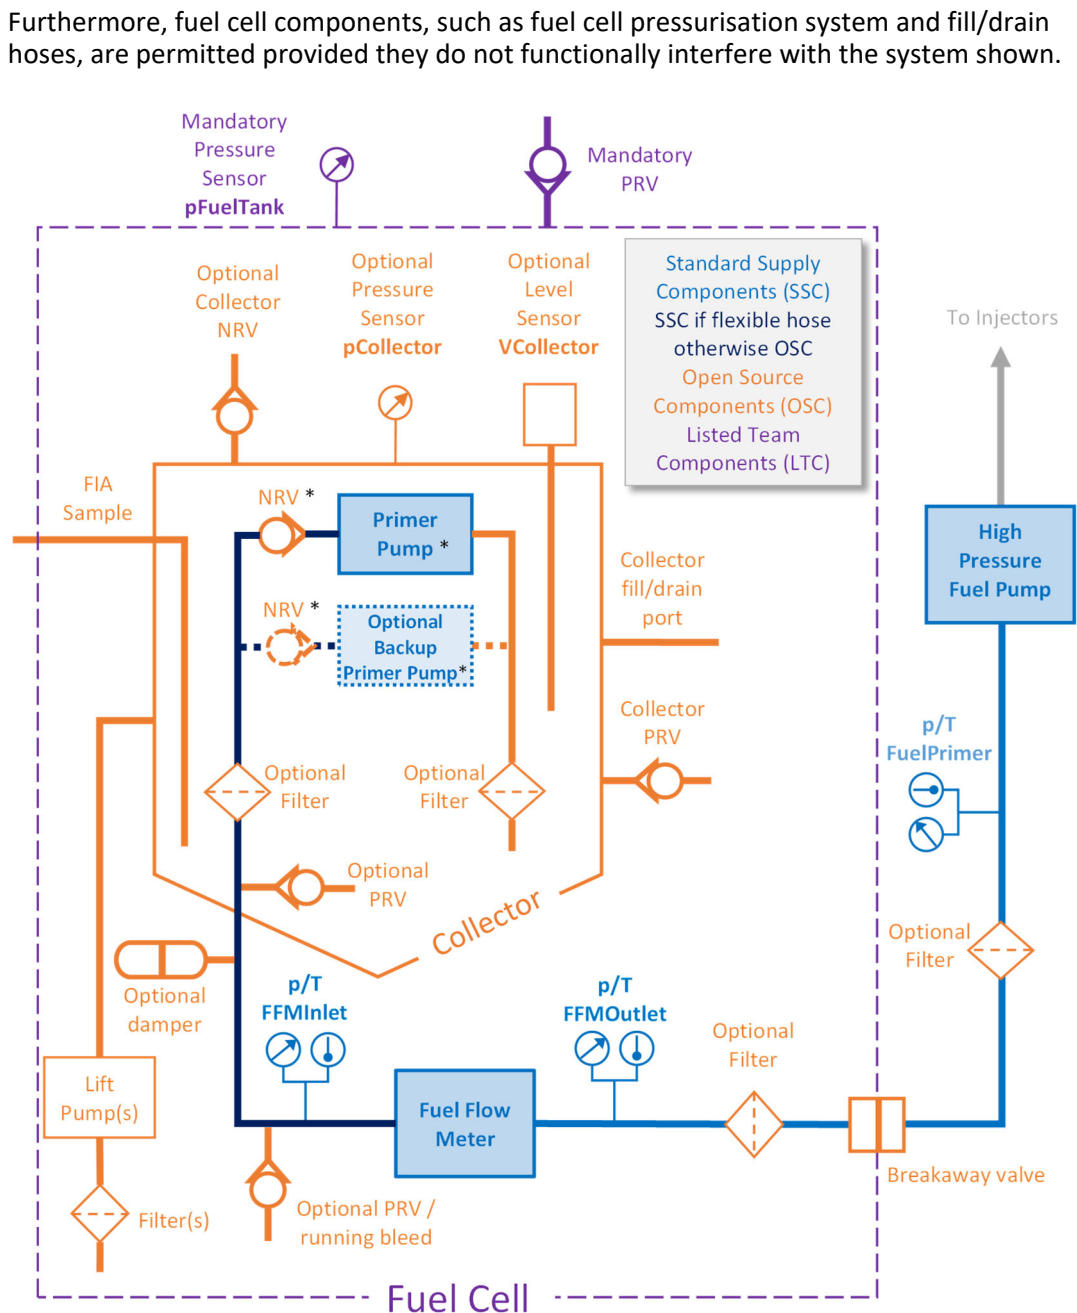 Furthermore, fuel cell components, such as fuel cell pressurisation system and fill/drain
hoses, are permitted provided they do not functionally interfere with the system shown.
Mandatory
Pressure
Sensor
pFuelTank
Mandatory
PRV
Optional
Collector
NRV
Optional
Pressure
Sensor
pCollector
Optional
Level
Sensor
VCollector
Standard Supply
Components (SSC)
SSC if flexible hose
otherwise OSC
Open Source
Components (OSC)
Listed Team
Components (LTC)
To Injectors
FIA
Sample
NRV *
Primer
Pump *
NRV *
Optional
Backup
Primer Pump*
Collector
fill/drain
port
High
Pressure
Fuel Pump
Collector
PRV
p/T
FuelPrimer
Optional
Filter
Optional
Filter
Optional
PRV
Collector
Optional
Filter
Optional
damper
p/T
FFMInlet
p/T
FFMOutlet
Optional
Filter
Lift
Pump(s)
Fuel Flow
Meter
Breakaway valve
Filter(s)
Optional PRV /
running bleed
Fuel Cell